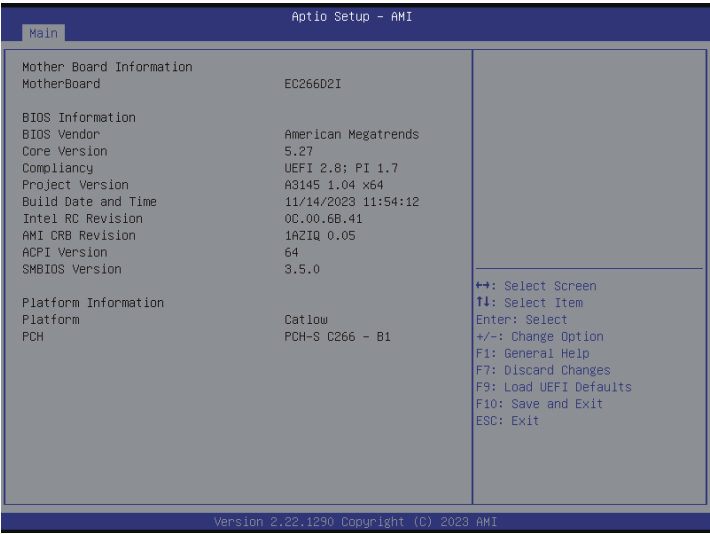 Aptio Setup - AMI
Main
Mother Board Information
MotherBoard EC266D2I
BIOS Information
BIOS Vendor American Megatrends
Core Version 5.27
Compliancy UEFI 2.8; PI 1.7
Project Version A3145 1.04 x64
Build Date and Time 11/14/2023 11:54:12
Intel RC Revision 0C.00.6B.41
AMI CRB Revision 1AZIQ 0.05
ACPI Version 64
SMBIOS Version 3.5.0
Platform Information
Platform Catlow
PCH PCH-S C266 - B1
↔: Select Screen
↑↓: Select Item
Enter: Select
+/-: Change Option
F1: General Help
F7: Discard Changes
F9: Load UEFI Defaults
F10: Save and Exit
ESC: Exit
Version 2.22.1290 Copyright (C) 2023 AMI